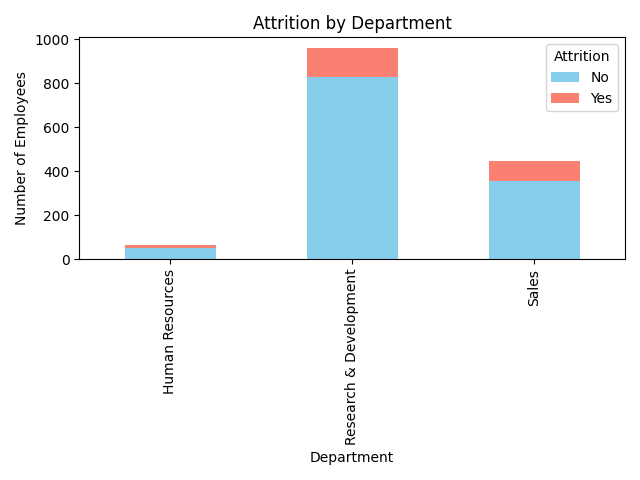 Attrition by Department
Number of Employees
1000
800
600
400
200
0
Attrition
No
Yes
Human Resources
Research & Development
Sales
Department